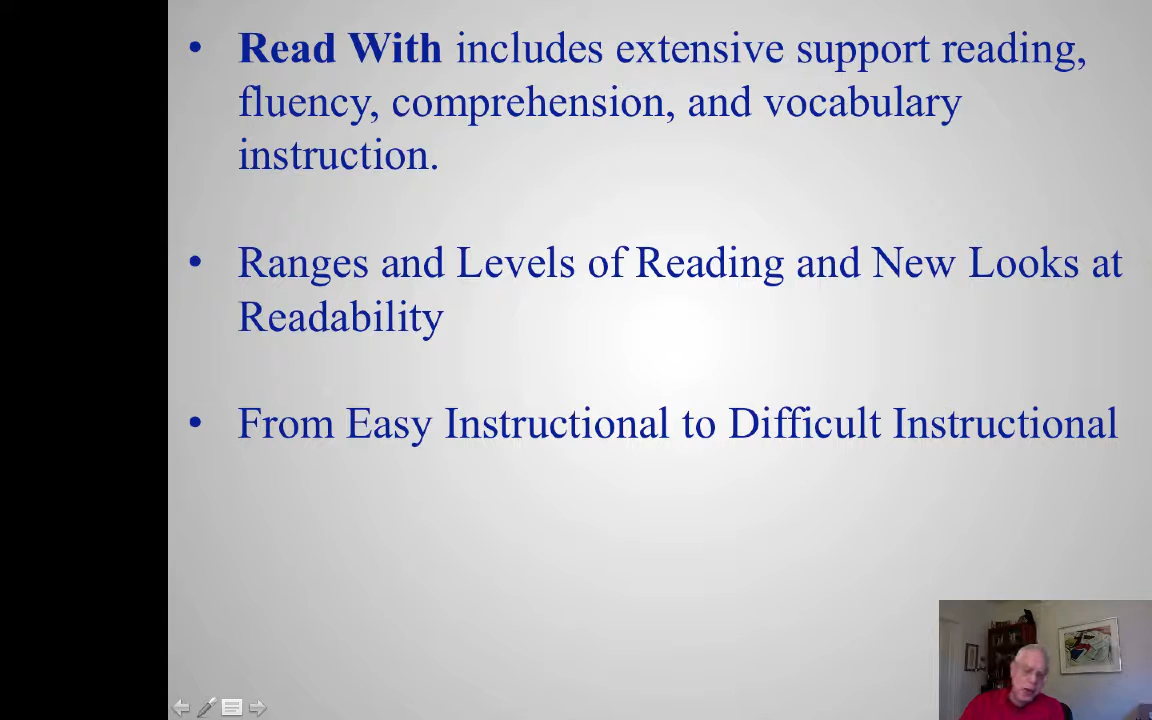 • Read With includes extensive support reading,
fluency, comprehension, and vocabulary
instruction.
• Ranges and Levels of Reading and New Looks at
Readability
• From Easy Instructional to Difficult Instructional